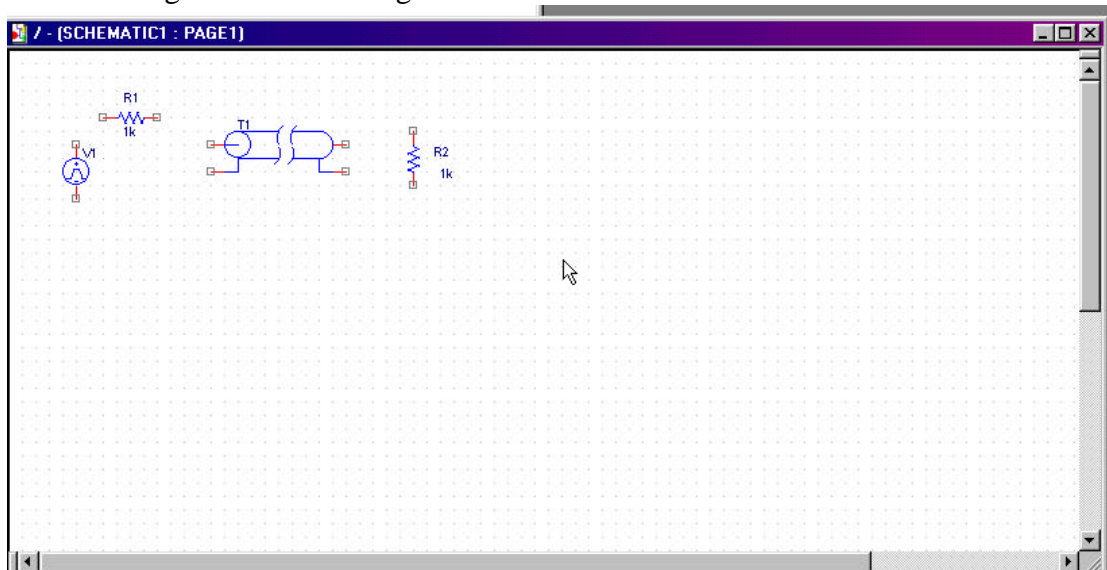 / - (SCHEMATIC1 : PAGE1)
R1
1k
T1
V1
R2
1k